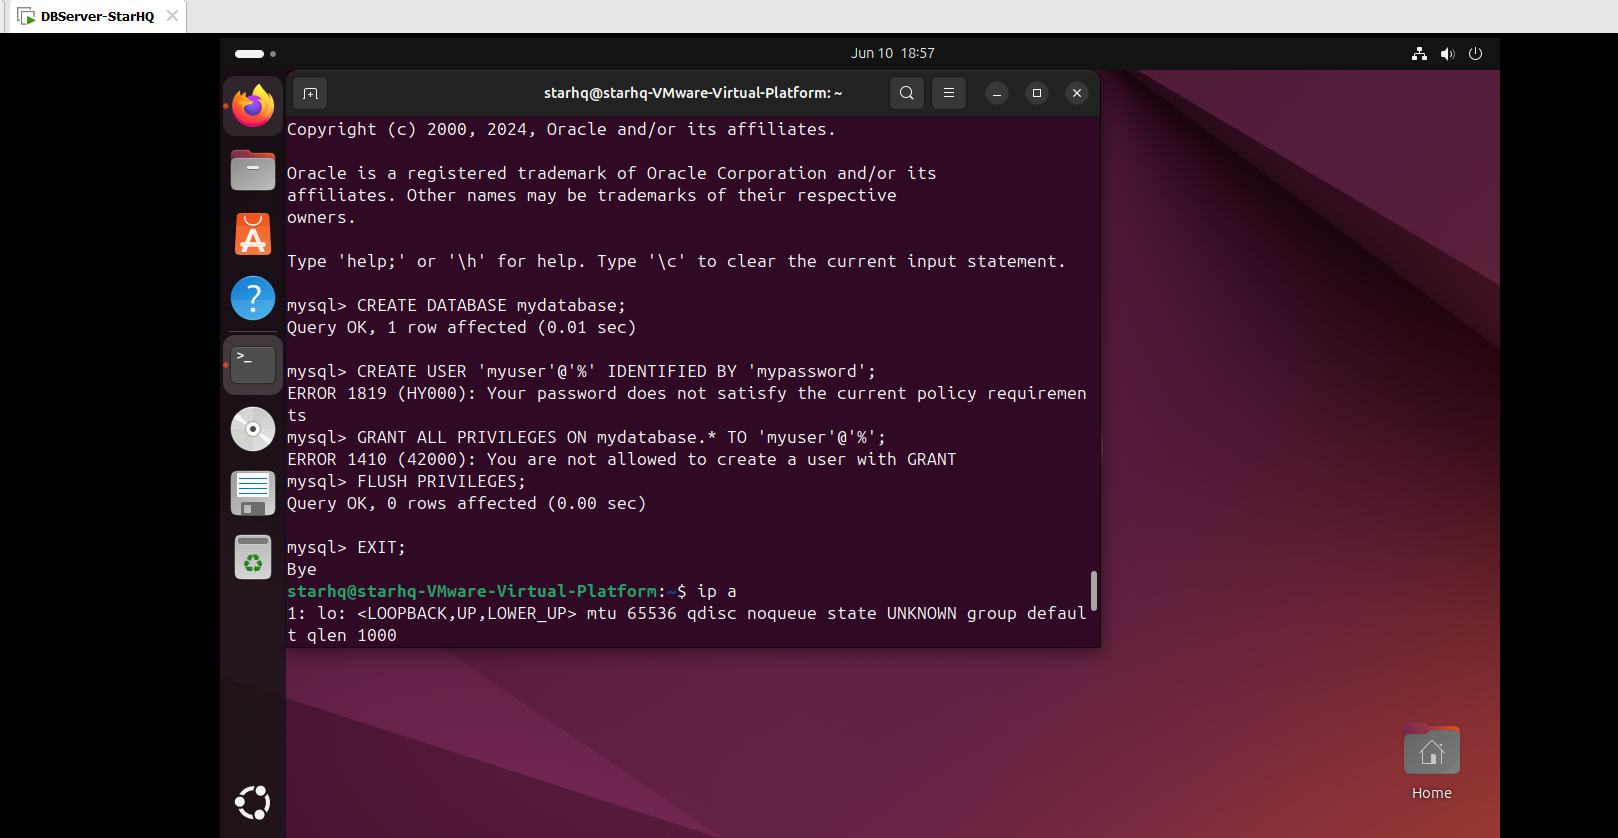 DBServer-StarHQ
Jun 10 18:57
starhq@starhq-VMware-Virtual-Platform: ~
Copyright (c) 2000, 2024, Oracle and/or its affiliates.
Oracle is a registered trademark of Oracle Corporation and/or its
affiliates. Other names may be trademarks of their respective
owners.
Type 'help;' or '\h' for help. Type '\c' to clear the current input statement.
mysql> CREATE DATABASE mydatabase;
Query OK, 1 row affected (0.01 sec)
mysql> CREATE USER 'myuser'@'%' IDENTIFIED BY 'mypassword';
ERROR 1819 (HY000): Your password does not satisfy the current policy requiremen
ts
mysql> GRANT ALL PRIVILEGES ON mydatabase.* TO 'myuser'@'%';
ERROR 1410 (42000): You are not allowed to create a user with GRANT
mysql> FLUSH PRIVILEGES;
Query OK, 0 rows affected (0.00 sec)
mysql> EXIT;
Bye
starhq@starhq-VMware-Virtual-Platform:~$ ip a
1: lo: <LOOPBACK,UP,LOWER_UP> mtu 65536 qdisc noqueue state UNKNOWN group defaul
t qlen 1000
Home